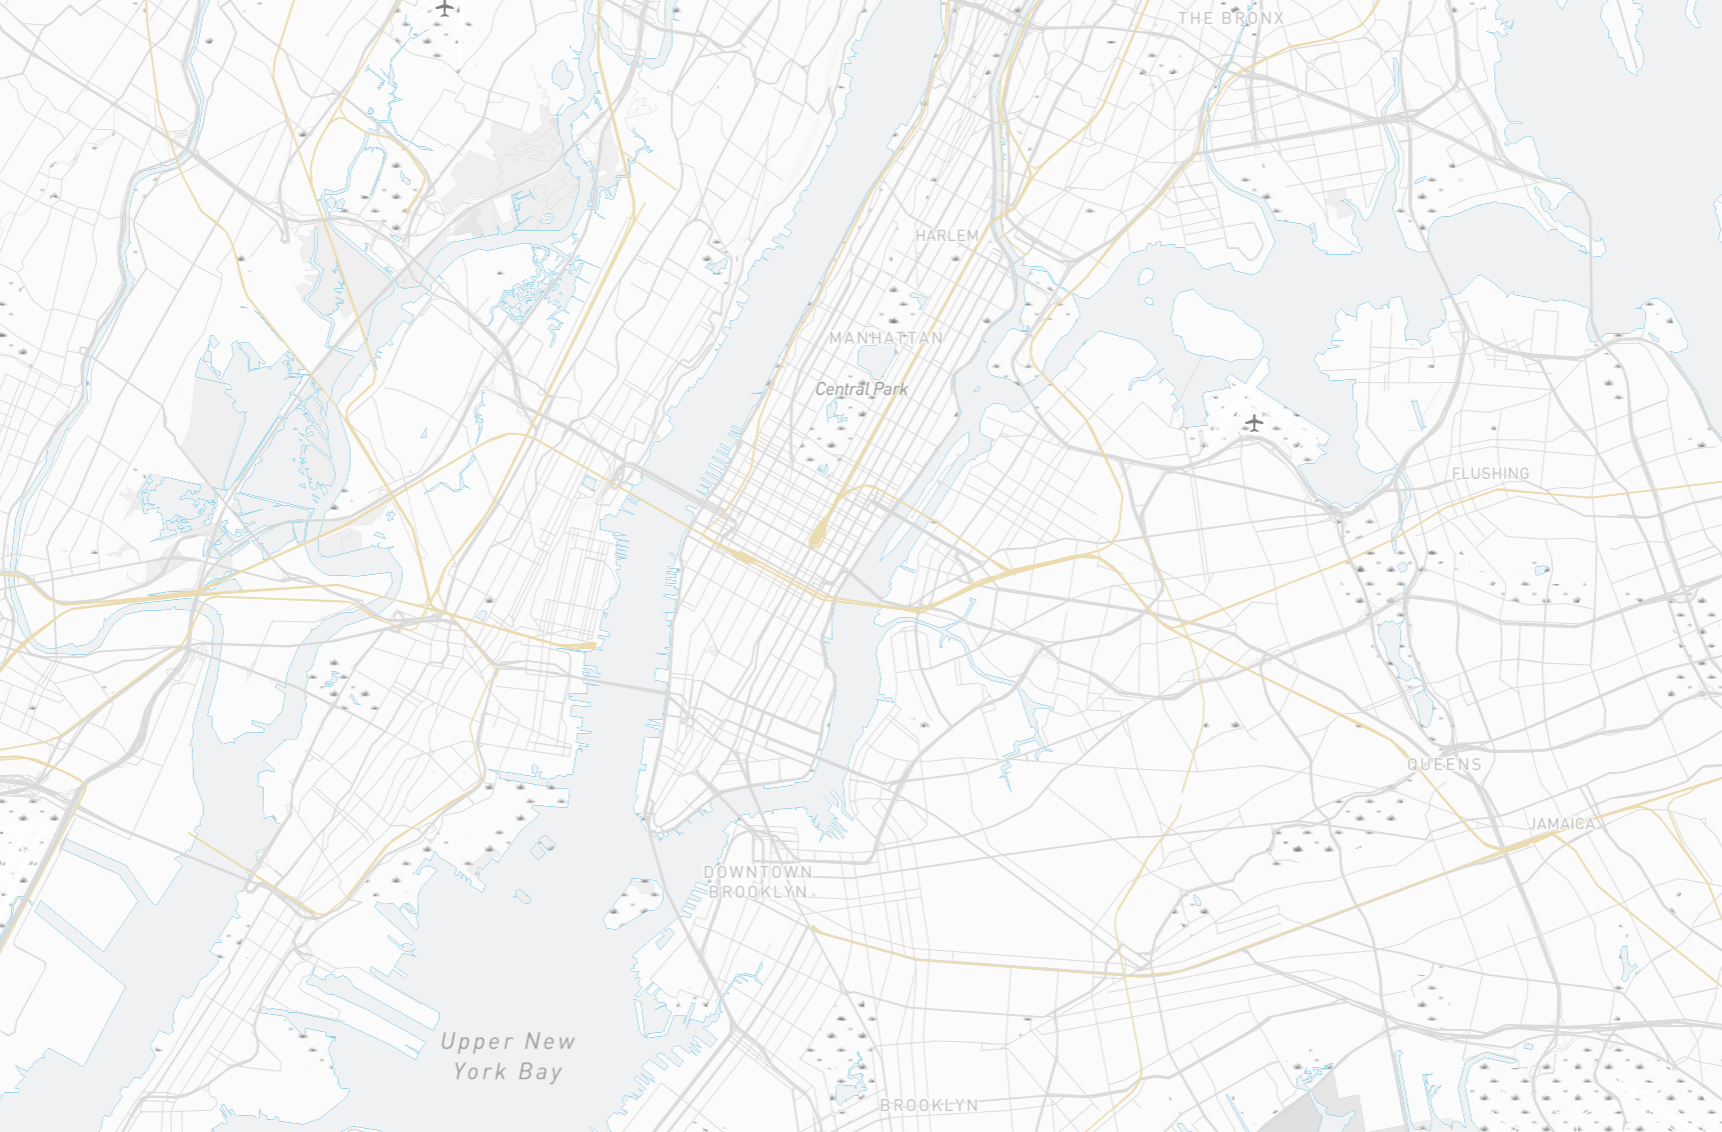 THE BRONX
HARLEM
MANHATTAN
Central Park
FLUSHING
QUEENS
JAMAICA
DOWNTOWN
BROOKLYN
Upper New
York Bay
BROOKLYN